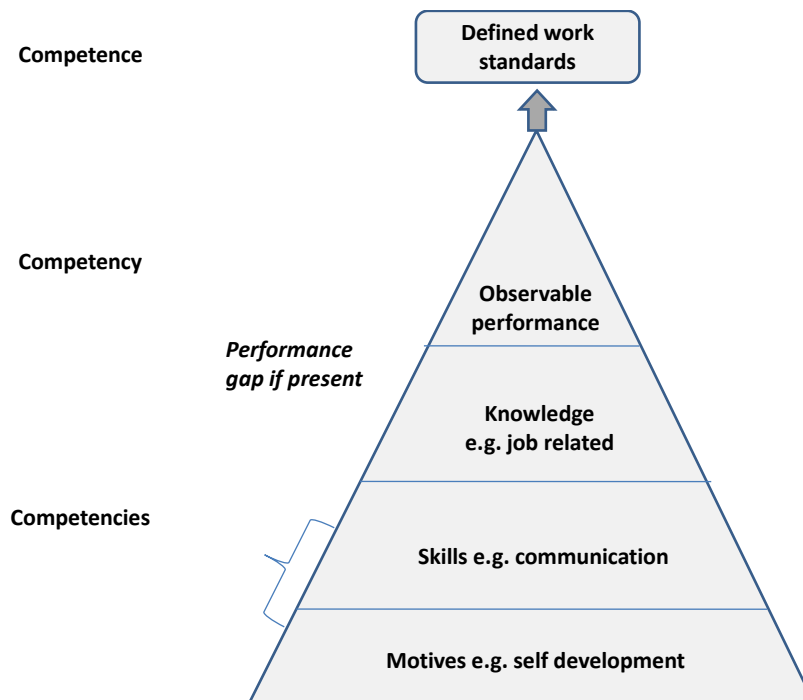 Competence
Defined work
standards
Competency
Observable
performance
Performance
gap if present
Knowledge
e.g. job related
Competencies
Skills e.g. communication
Motives e.g. self development